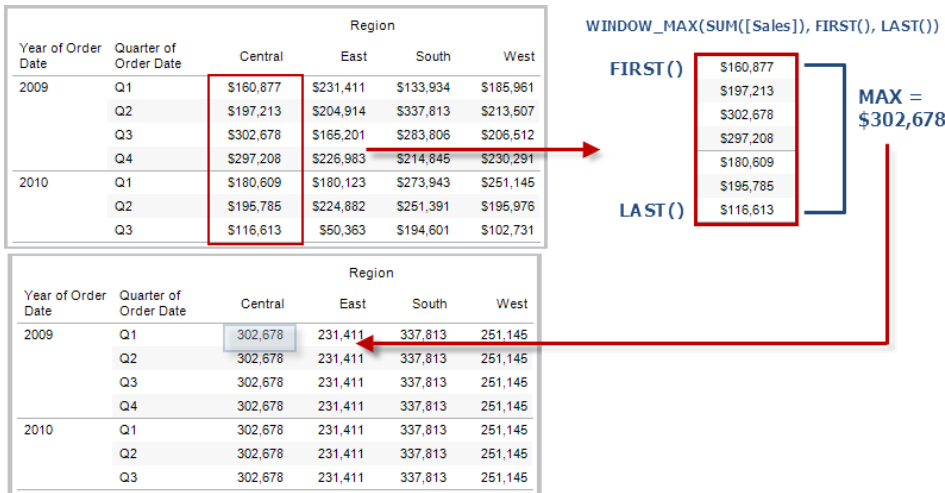 Region
Year of Order Date Quarter of Order Date Central East South West
2009 Q1 $160,877 $231,411 $133,934 $185,961
Q2 $197,213 $204,914 $337,813 $213,507
Q3 $302,678 $165,201 $283,806 $206,512
Q4 $297,208 $226,983 $214,845 $230,291
2010 Q1 $180,609 $180,123 $273,943 $251,145
Q2 $195,785 $224,882 $251,391 $195,976
Q3 $116,613 $50,363 $194,601 $102,731
WINDOW_MAX(SUM([Sales]), FIRST(), LAST())
FIRST() $160,877
$197,213
$302,678
$297,208
$180,609
$195,785
LAST() $116,613
MAX =
$302,678
Region
Year of Order Date Quarter of Order Date Central East South West
2009 Q1 302,678 231,411 337,813 251,145
Q2 302,678 231,411 337,813 251,145
Q3 302,678 231,411 337,813 251,145
Q4 302,678 231,411 337,813 251,145
2010 Q1 302,678 231,411 337,813 251,145
Q2 302,678 231,411 337,813 251,145
Q3 302,678 231,411 337,813 251,145